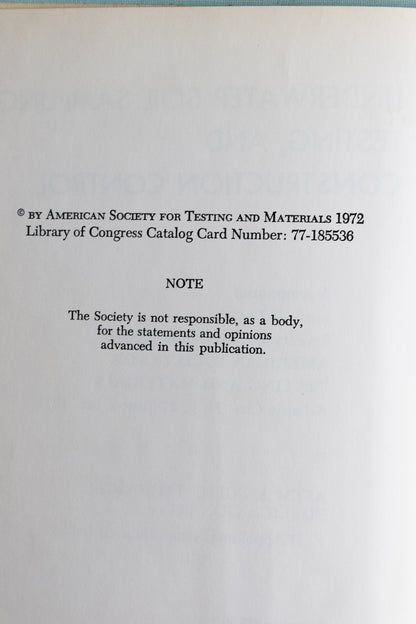 © BY AMERICAN SOCIETY FOR TESTING AND MATERIALS 1972
Library of Congress Catalog Card Number: 77-185536
NOTE
The Society is not responsible, as a body,
for the statements and opinions
advanced in this publication.